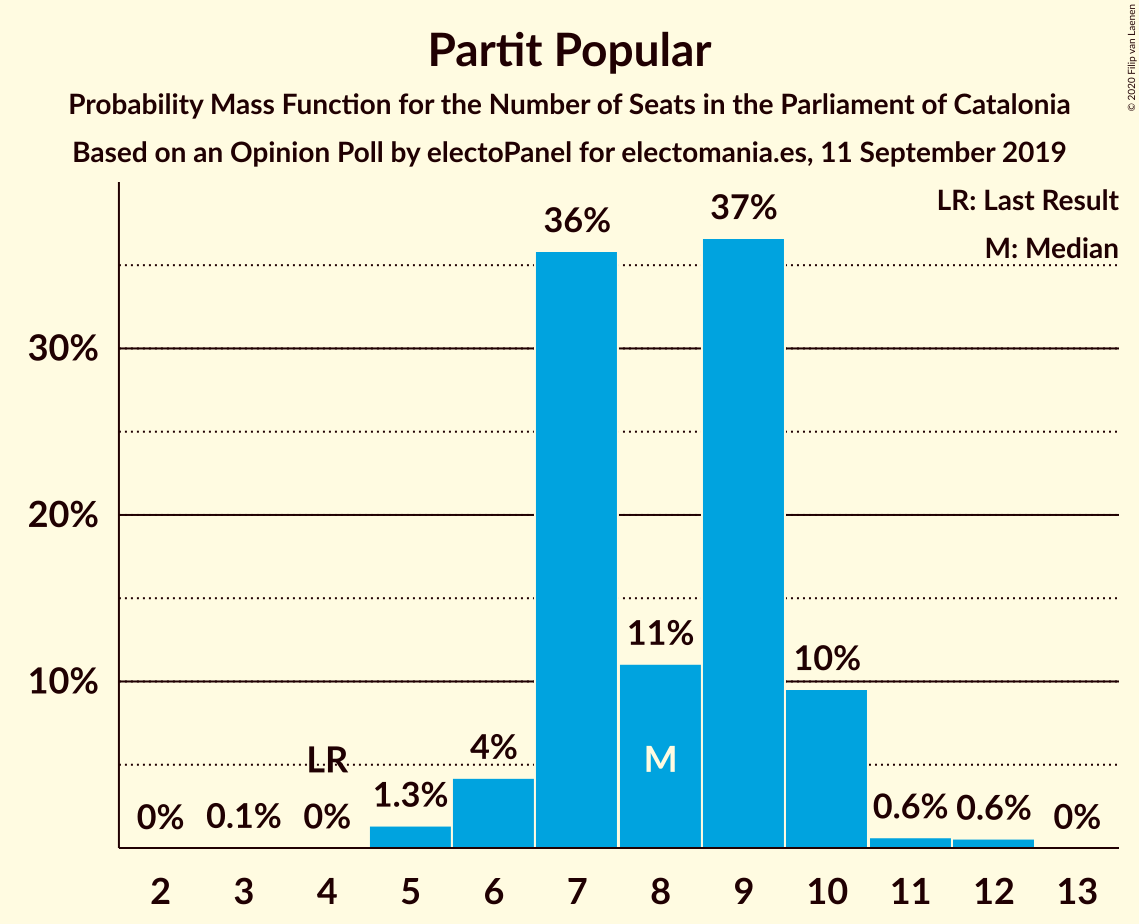 © 2020 Filip van Laenen
Partit Popular
Probability Mass Function for the Number of Seats in the Parliament of Catalonia
Based on an Opinion Poll by electoPanel for electomania.es, 11 September 2019
LR: Last Result
M: Median
36%
37%
30%
20%
11%
10%
10%
LR
M
4%
1.3%
0%
0.1%
0%
0.6%
0.6%
0%
2 3 4 5 6 7 8 9 10 11 12 13